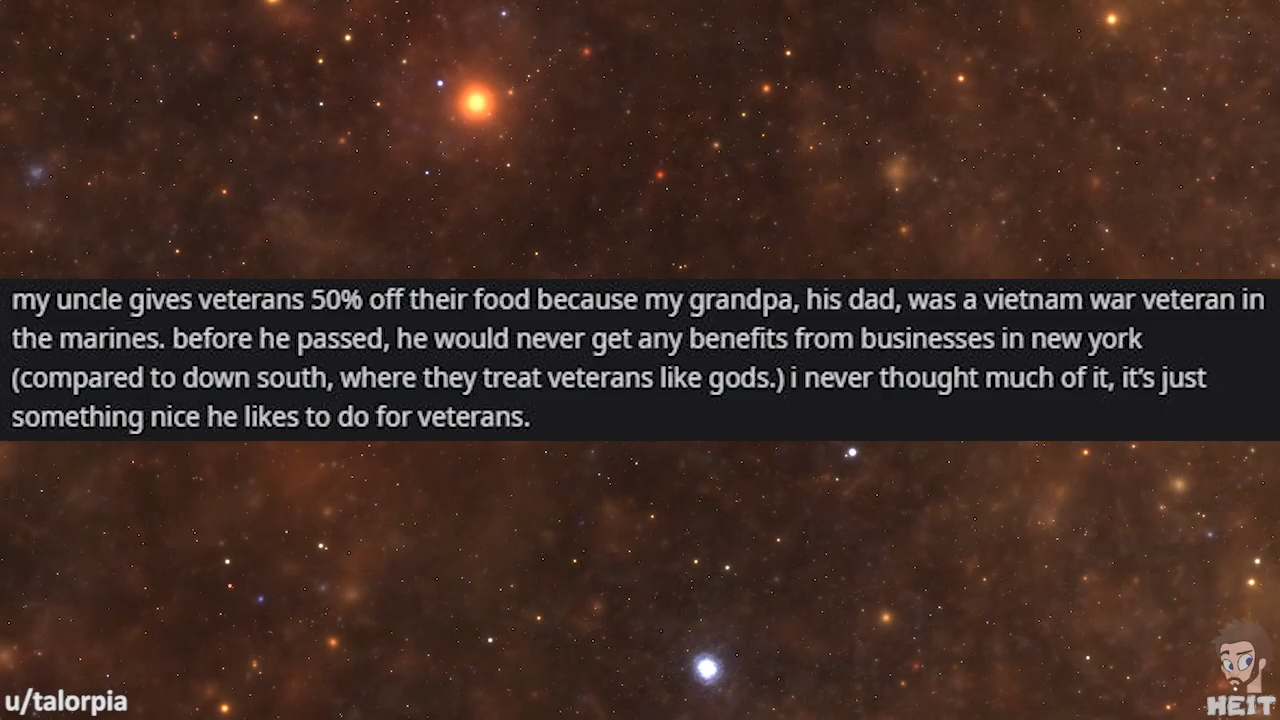 my uncle gives veterans 50% off their food because my grandpa, his dad, was a vietnam war veteran in
the marines. before he passed, he would never get any benefits from businesses in new york
(compared to down south, where they treat veterans like gods.) i never thought much of it, it’s just
something nice he likes to do for veterans.
u/talorpia
HEIT